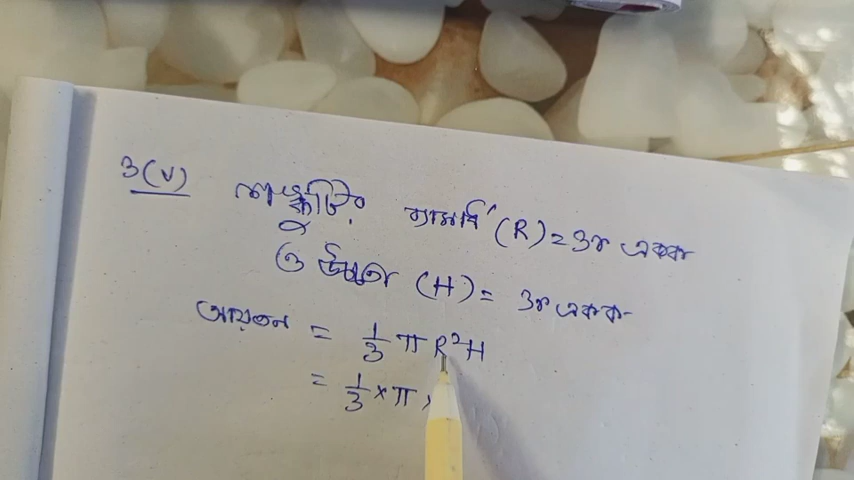 3(v) শঙ্কুটির ব্যাসার্ধ (R) = 3r একক
ও উচ্চতা (H) = 3r একক
আয়তন = 1/3 π R²H
= 1/3 × π ×